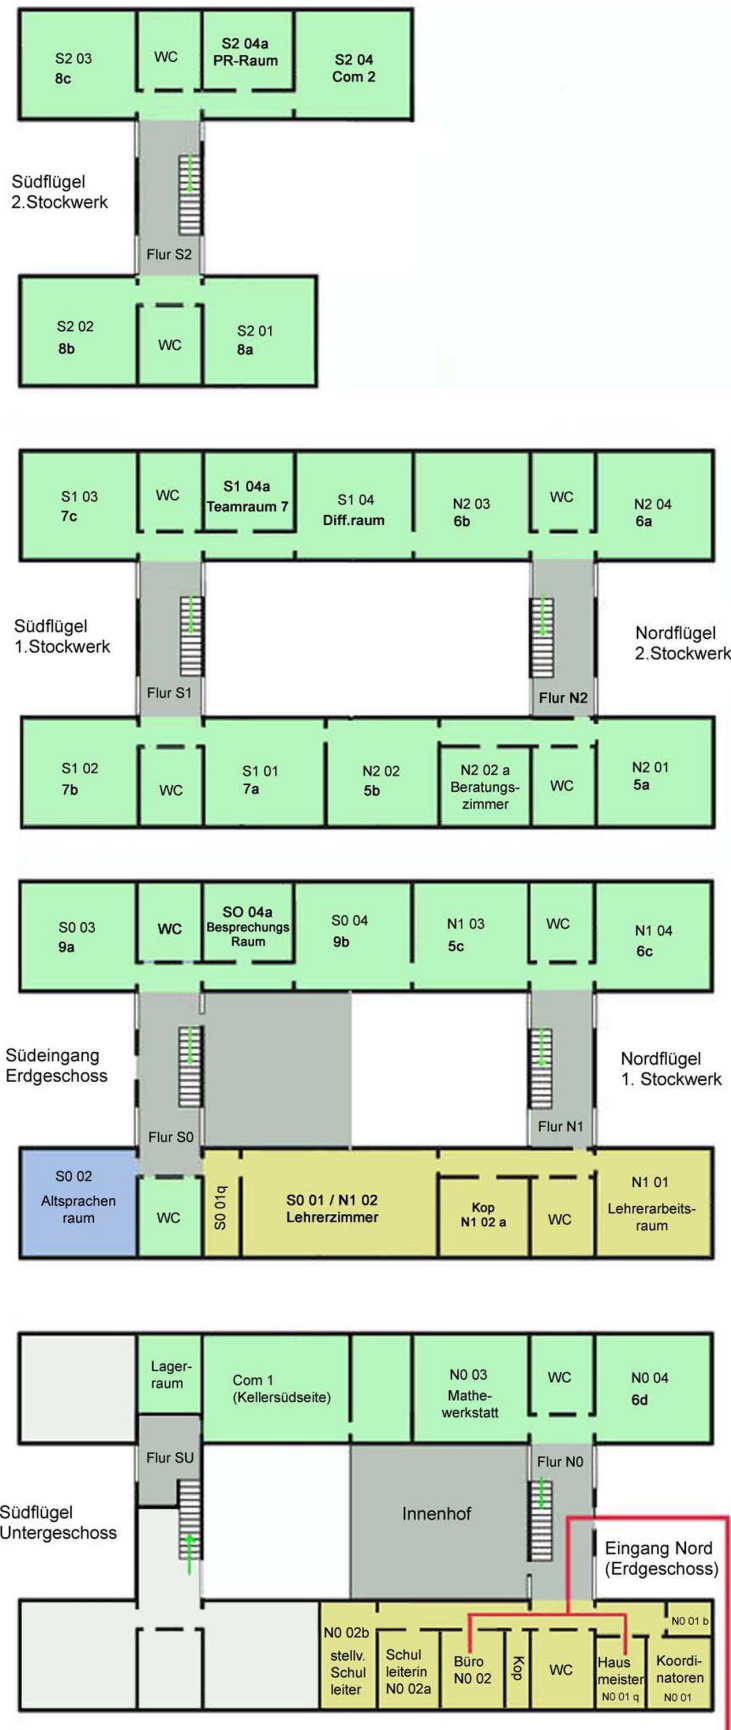 S2 03
8c
WC
S2 04a
PR-Raum
S2 04
Com 2
Südflügel
2.Stockwerk
Flur S2
S2 02
8b
WC
S2 01
8a
S1 03
7c
WC
S1 04a
Teamraum 7
S1 04
Diff.raum
N2 03
6b
WC
N2 04
6a
Südflügel
1.Stockwerk
Flur S1
Flur N2
Nordflügel
2.Stockwerk
S1 02
7b
WC
S1 01
7a
N2 02
5b
N2 02 a
Beratungs-
zimmer
WC
N2 01
5a
S0 03
9a
WC
SO 04a
Besprechungs
Raum
S0 04
9b
N1 03
5c
WC
N1 04
6c
Südeingang
Erdgeschoss
Flur S0
Flur N1
Nordflügel
1. Stockwerk
S0 02
Altsprachen
raum
WC
S0 01q
S0 01 / N1 02
Lehrerzimmer
Kop
N1 02 a
WC
N1 01
Lehrerarbeits-
raum
Lager-
raum
Com 1
(Kellersüdseite)
N0 03
Mathe-
werkstatt
WC
N0 04
6d
Flur SU
Flur N0
Südflügel
Untergeschoss
Innenhof
Eingang Nord
(Erdgeschoss)
N0 02b
stellv.
Schul
leiter
Schul
leiterin
N0 02a
Büro
N0 02
Kop
WC
Haus
meister
N0 01 q
N0 01 b
Koordi-
natoren
N0 01